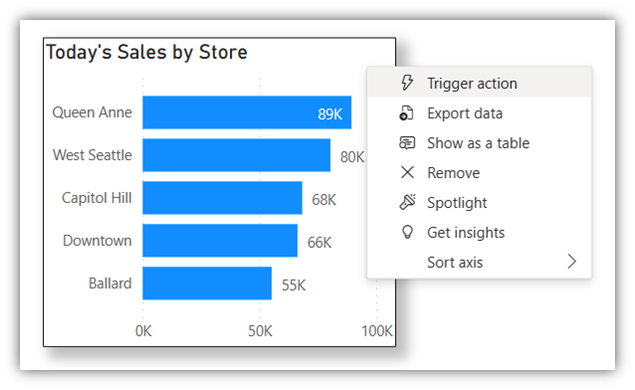 Today's Sales by Store
Queen Anne 89K
West Seattle 80K
Capitol Hill 68K
Downtown 66K
Ballard 55K
0K 50K 100K
Trigger action
Export data
Show as a table
Remove
Spotlight
Get insights
Sort axis